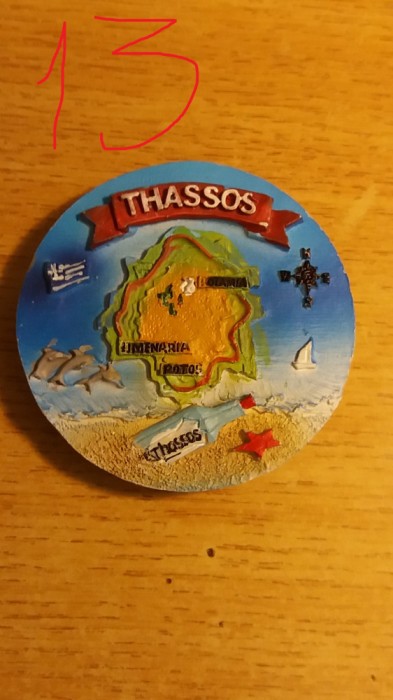 13
THASSOS
N
E
S
LIMENARIA
POTOS
Thassos